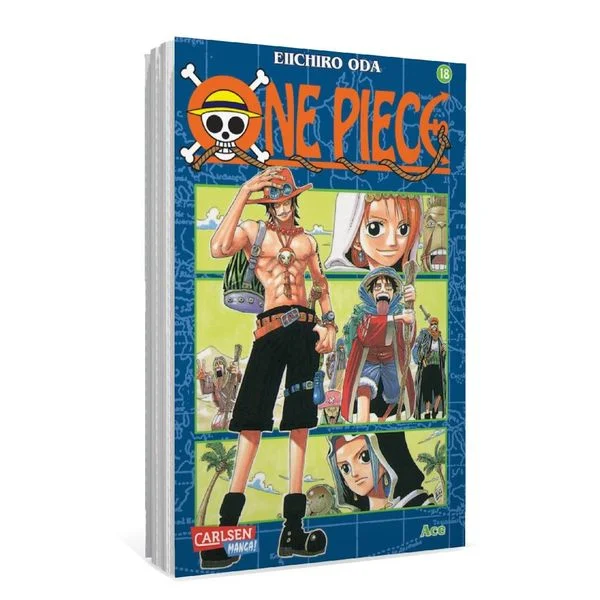 EIICHIRO ODA
18
ONE PIECE
CARLSEN
MANGA!
Ace